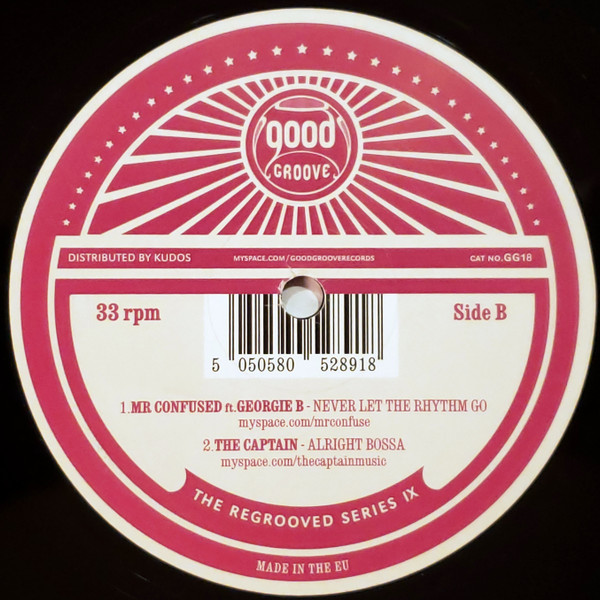 good
GROOVE
DISTRIBUTED BY KUDOS
MYSPACE.COM/GOODGROOVERECORDS
CAT NO.GG18
33 rpm
Side B
5 050580 528918
1.MR CONFUSED ft.GEORGIE B - NEVER LET THE RHYTHM GO
myspace.com/mrconfuse
2.THE CAPTAIN - ALRIGHT BOSSA
myspace.com/thecaptainmusic
THE REGROOVED SERIES IX
MADE IN THE EU